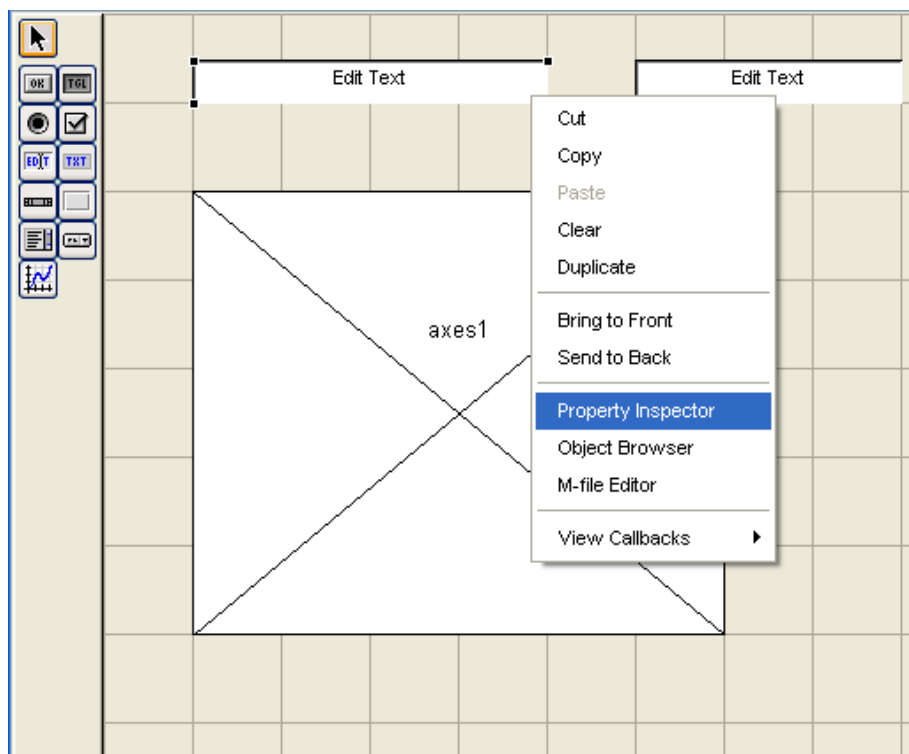 OK TGL
EDIT TXT
Edit Text
Edit Text
axes1
Cut
Copy
Paste
Clear
Duplicate
Bring to Front
Send to Back
Property Inspector
Object Browser
M-file Editor
View Callbacks